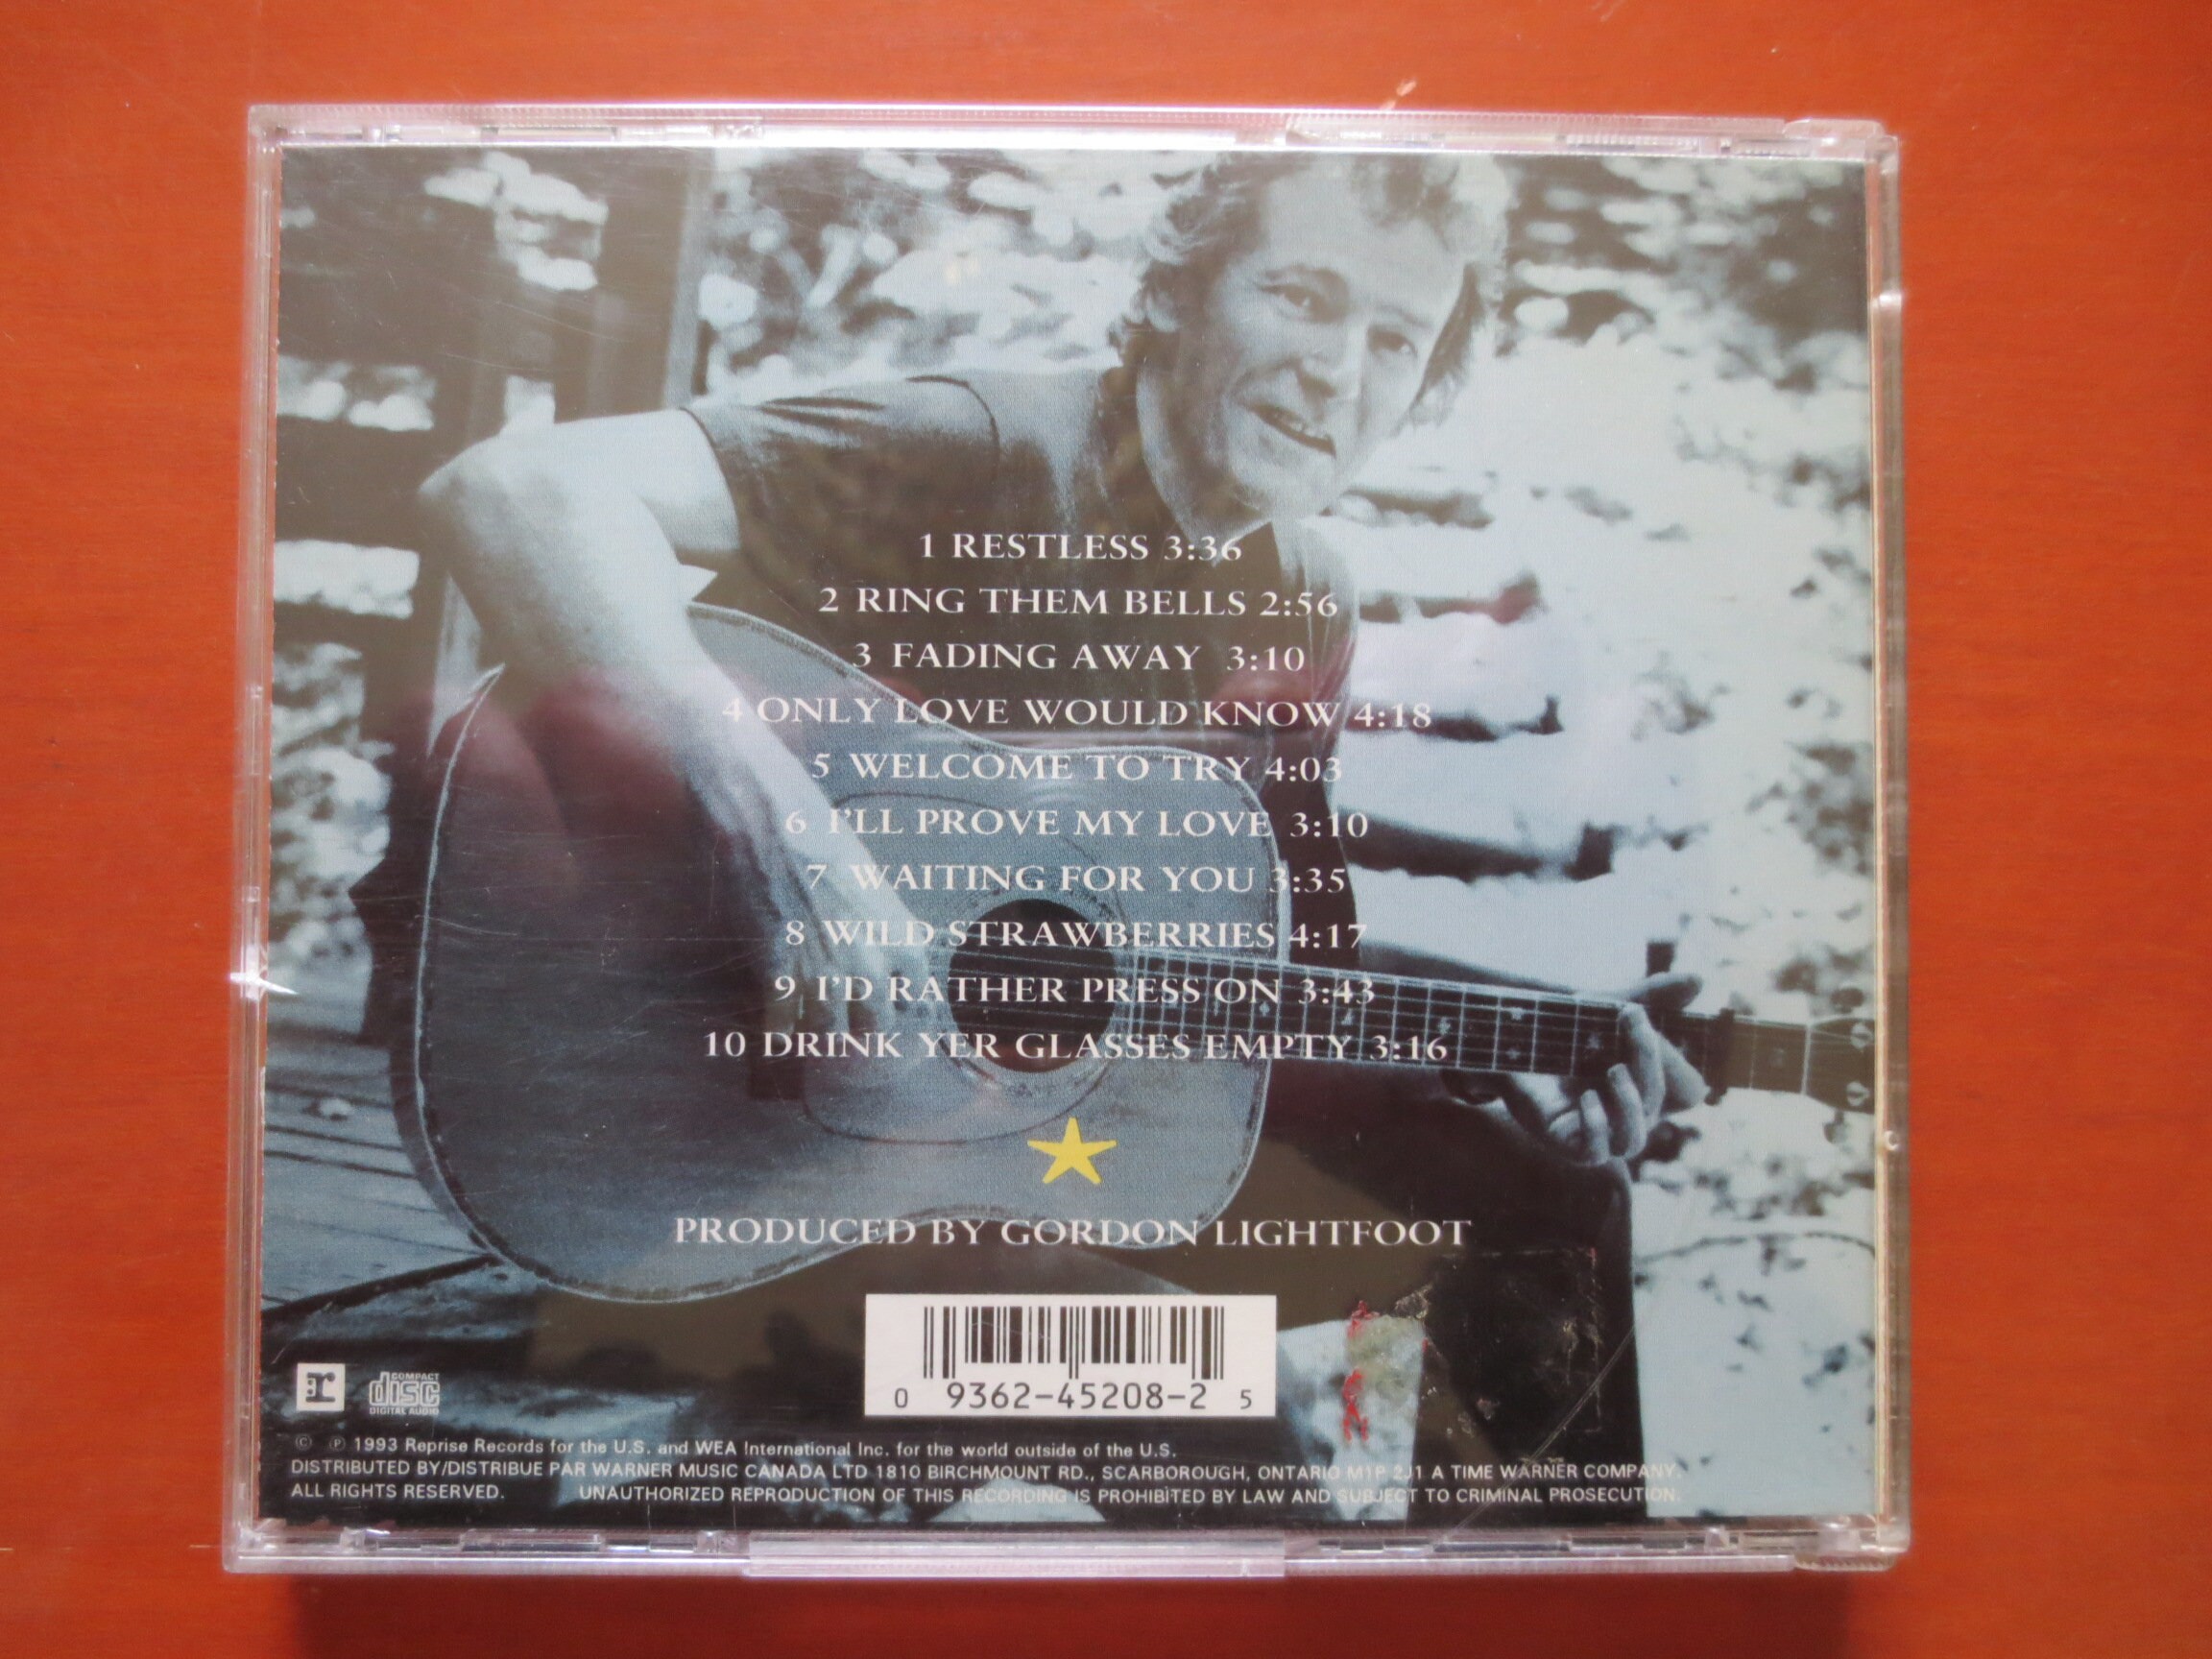 1 RESTLESS 3:36
2 RING THEM BELLS 2:56
3 FADING AWAY 3:10
4 ONLY LOVE WOULD KNOW 4:18
5 WELCOME TO TRY 4:03
6 I'LL PROVE MY LOVE 3:10
7 WAITING FOR YOU 3:35
8 WILD STRAWBERRIES 4:17
9 I'D RATHER PRESS ON 3:43
10 DRINK YER GLASSES EMPTY 3:16
PRODUCED BY GORDON LIGHTFOOT
0 9362-45208-2 5
r COMPACT disc DIGITAL AUDIO
© ℗ 1993 Reprise Records for the U.S. and WEA International Inc. for the world outside of the U.S.
DISTRIBUTED BY/DISTRIBUE PAR WARNER MUSIC CANADA LTD 1810 BIRCHMOUNT RD., SCARBOROUGH, ONTARIO M1P 2J1 A TIME WARNER COMPANY.
ALL RIGHTS RESERVED. UNAUTHORIZED REPRODUCTION OF THIS RECORDING IS PROHIBITED BY LAW AND SUBJECT TO CRIMINAL PROSECUTION.